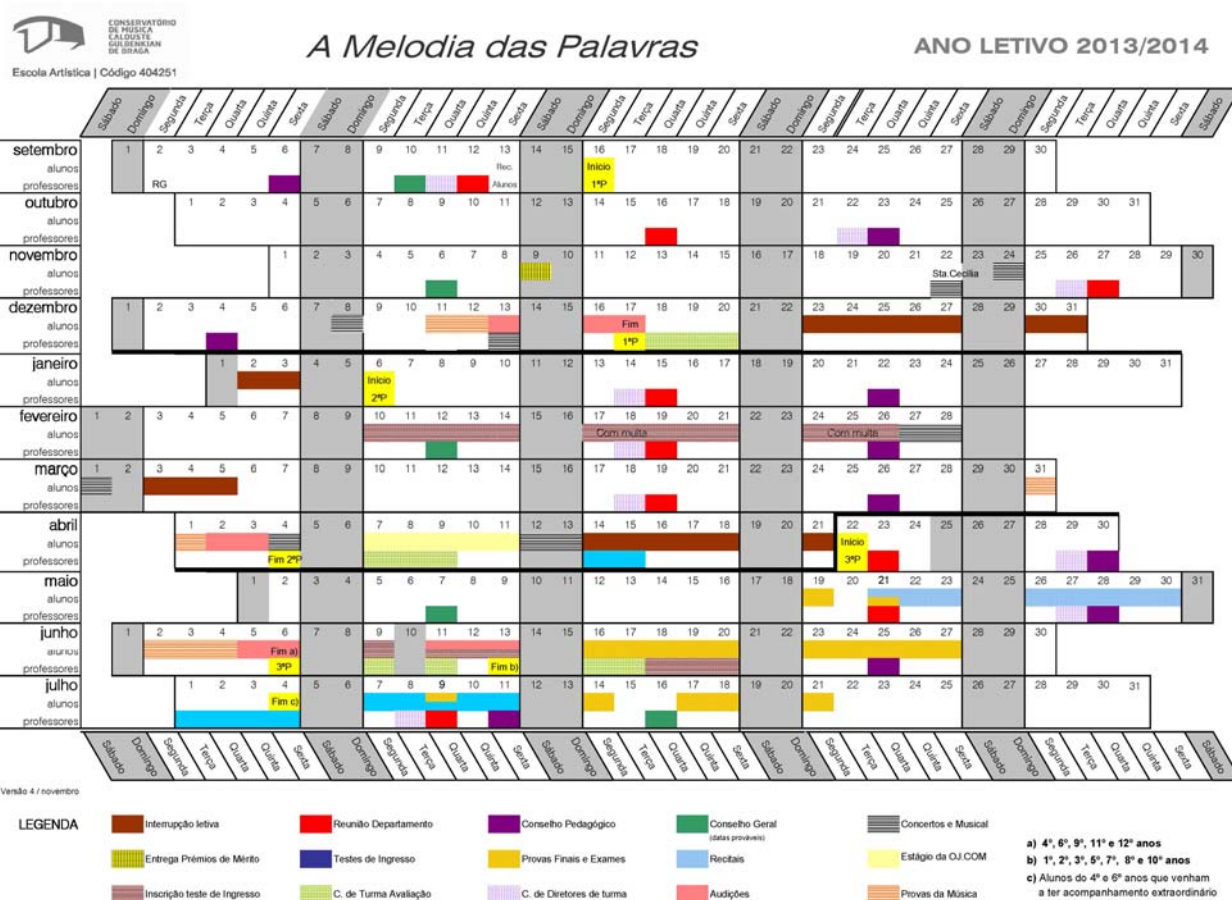 CONSERVATÓRIO
DE MÚSICA
CALOUSTE
GULBENKIAN
DE BRAGA
Escola Artística | Código 404251
A Melodia das Palavras
ANO LETIVO 2013/2014
Sábado Domingo Segunda Terça Quarta Quinta Sexta Sábado Domingo Segunda Terça Quarta Quinta Sexta Sábado Domingo Segunda Terça Quarta Quinta Sexta Sábado Domingo Segunda Terça Quarta Quinta Sexta Sábado Domingo Segunda Terça Quarta Quinta Sexta Sábado
setembro 1 2 3 4 5 6 7 8 9 10 11 12 13 14 15 16 17 18 19 20 21 22 23 24 25 26 27 28 29 30
alunos Rec. Início
professores RG Alunos 1ºP
outubro 1 2 3 4 5 6 7 8 9 10 11 12 13 14 15 16 17 18 19 20 21 22 23 24 25 26 27 28 29 30 31
alunos
professores
novembro 1 2 3 4 5 6 7 8 9 10 11 12 13 14 15 16 17 18 19 20 21 22 23 24 25 26 27 28 29 30
alunos Sta.Cecília
professores
dezembro 1 2 3 4 5 6 7 8 9 10 11 12 13 14 15 16 17 18 19 20 21 22 23 24 25 26 27 28 29 30 31
alunos Fim
professores 1ºP
janeiro 1 2 3 4 5 6 7 8 9 10 11 12 13 14 15 16 17 18 19 20 21 22 23 24 25 26 27 28 29 30 31
alunos Início
professores 2ºP
fevereiro 1 2 3 4 5 6 7 8 9 10 11 12 13 14 15 16 17 18 19 20 21 22 23 24 25 26 27 28
alunos Com multa Com multa
professores
março 1 2 3 4 5 6 7 8 9 10 11 12 13 14 15 16 17 18 19 20 21 22 23 24 25 26 27 28 29 30 31
alunos
professores
abril 1 2 3 4 5 6 7 8 9 10 11 12 13 14 15 16 17 18 19 20 21 22 23 24 25 26 27 28 29 30
alunos Início
professores Fim 2ºP 3ºP
maio 1 2 3 4 5 6 7 8 9 10 11 12 13 14 15 16 17 18 19 20 21 22 23 24 25 26 27 28 29 30 31
alunos
professores
junho 1 2 3 4 5 6 7 8 9 10 11 12 13 14 15 16 17 18 19 20 21 22 23 24 25 26 27 28 29 30
alunos Fim a)
professores 3ºP Fim b)
julho 1 2 3 4 5 6 7 8 9 10 11 12 13 14 15 16 17 18 19 20 21 22 23 24 25 26 27 28 29 30 31
alunos Fim c)
professores
Sábado Domingo Segunda Terça Quarta Quinta Sexta Sábado Domingo Segunda Terça Quarta Quinta Sexta Sábado Domingo Segunda Terça Quarta Quinta Sexta Sábado Domingo Segunda Terça Quarta Quinta Sexta Sábado Domingo Segunda Terça Quarta Quinta Sexta Sábado
Versão 4 / novembro
LEGENDA
Interrupção letiva Reunião Departamento Conselho Pedagógico Conselho Geral Concertos e Musical
(datas prováveis)
Entrega Prémios de Mérito Testes de Ingresso Provas Finais e Exames Recitais Estágio da OJ.COM
Inscrição teste de Ingresso C. de Turma Avaliação C. de Diretores de turma Audições Provas da Música
a) 4º, 6º, 9º, 11º e 12º anos
b) 1º, 2º, 3º, 5º, 7º, 8º e 10º anos
c) Alunos do 4º e 6º anos que venham
a ter acompanhamento extraordinário